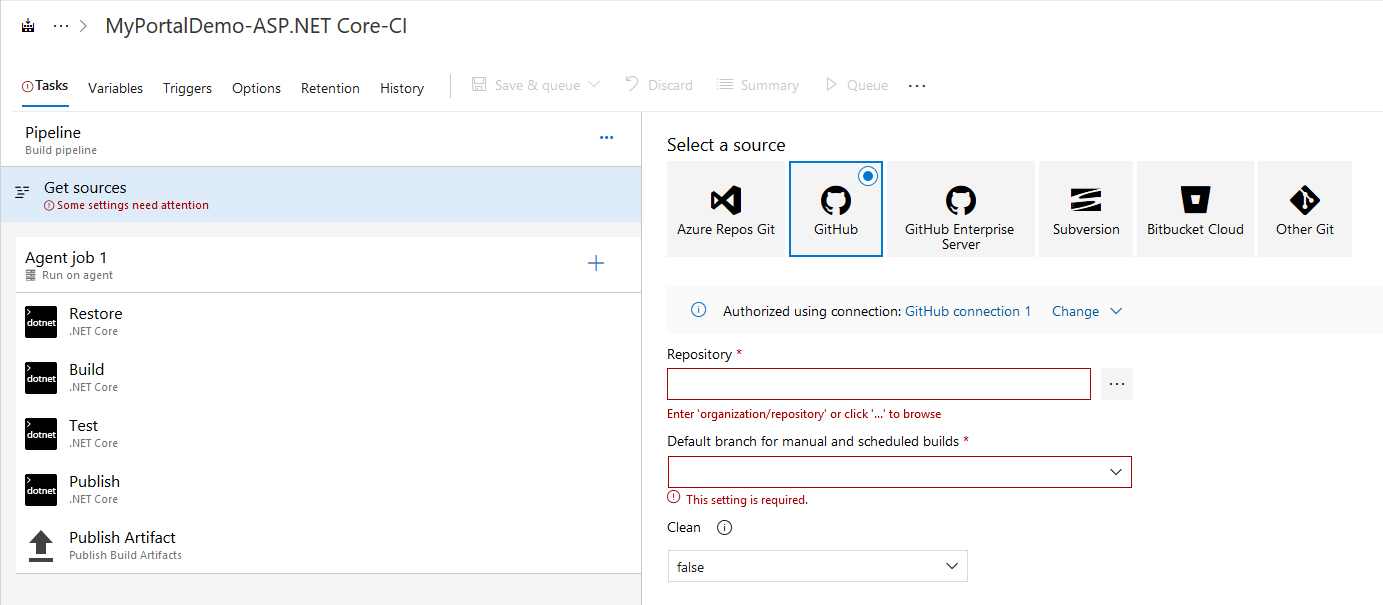 MyPortalDemo-ASP.NET Core-CI
Tasks Variables Triggers Options Retention History Save & queue Discard Summary Queue ...
Pipeline ...
Build pipeline
Get sources
Some settings need attention
Agent job 1
Run on agent
dotnet Restore
.NET Core
dotnet Build
.NET Core
dotnet Test
.NET Core
dotnet Publish
.NET Core
Publish Artifact
Publish Build Artifacts
Select a source
Azure Repos Git
GitHub
GitHub Enterprise
Server
Subversion
Bitbucket Cloud
Other Git
Authorized using connection: GitHub connection 1 Change
Repository *
...
Enter 'organization/repository' or click '...' to browse
Default branch for manual and scheduled builds *
This setting is required.
Clean
false